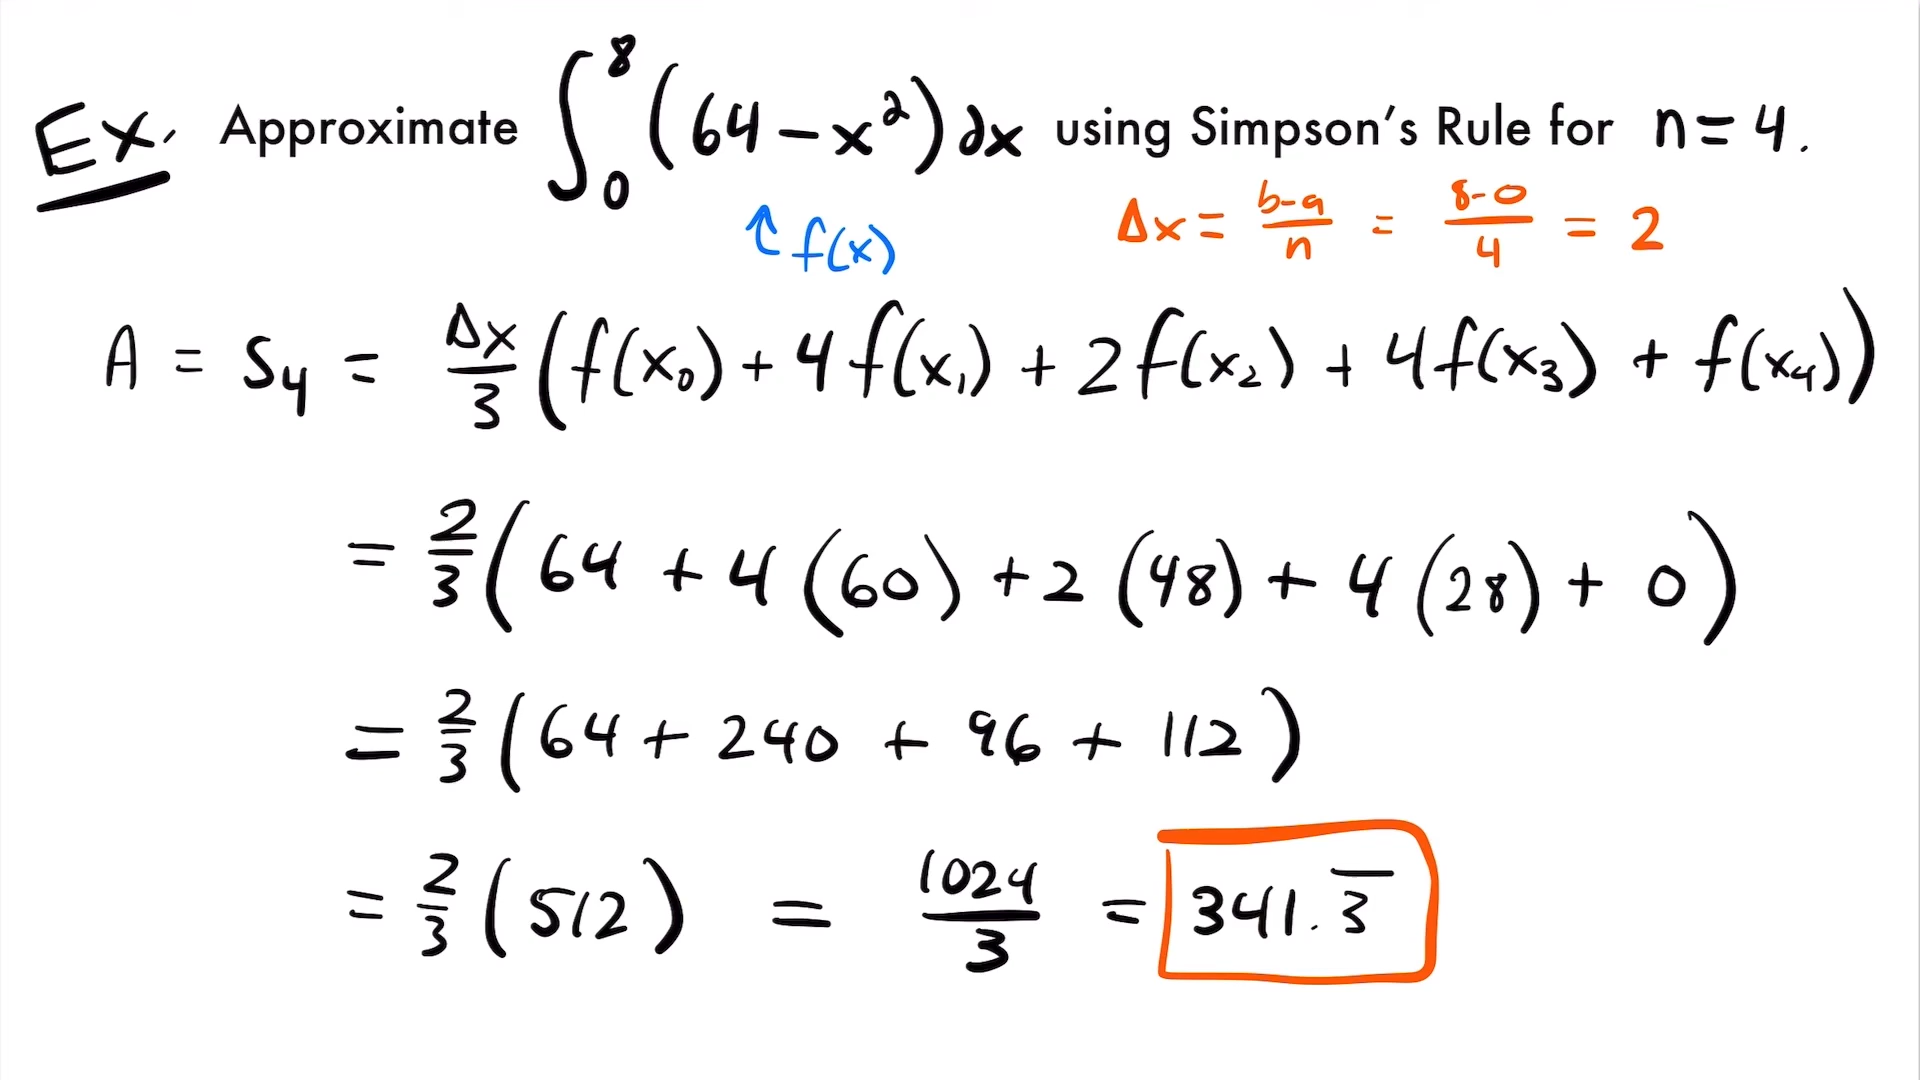 Ex. Approximate ∫₀⁸ (64 − x²) dx using Simpson's Rule for n = 4.
↑ f(x)
Δx = (b−a)/n = (8−0)/4 = 2
A = S₄ = Δx/3 (f(x₀) + 4f(x₁) + 2f(x₂) + 4f(x₃) + f(x₄))
= 2/3 (64 + 4(60) + 2(48) + 4(28) + 0)
= 2/3 (64 + 240 + 96 + 112)
= 2/3 (512) = 1024/3 = 341.3̅